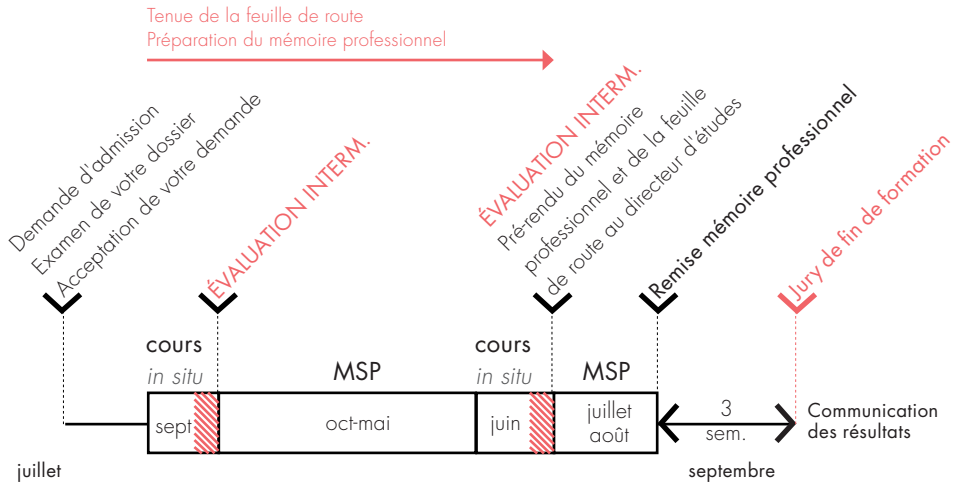 Tenue de la feuille de route
Préparation du mémoire professionnel
Demande d'admission
Examen de votre dossier
Acceptation de votre demande
ÉVALUATION INTERM.
ÉVALUATION INTERM.
Pré-rendu du mémoire
professionnel et de la feuille
de route au directeur d'études
Remise mémoire professionnel
Jury de fin de formation
cours
in situ
MSP
cours
in situ
MSP
sept
oct-mai
juin
juillet
août
3
sem.
Communication
des résultats
juillet
septembre